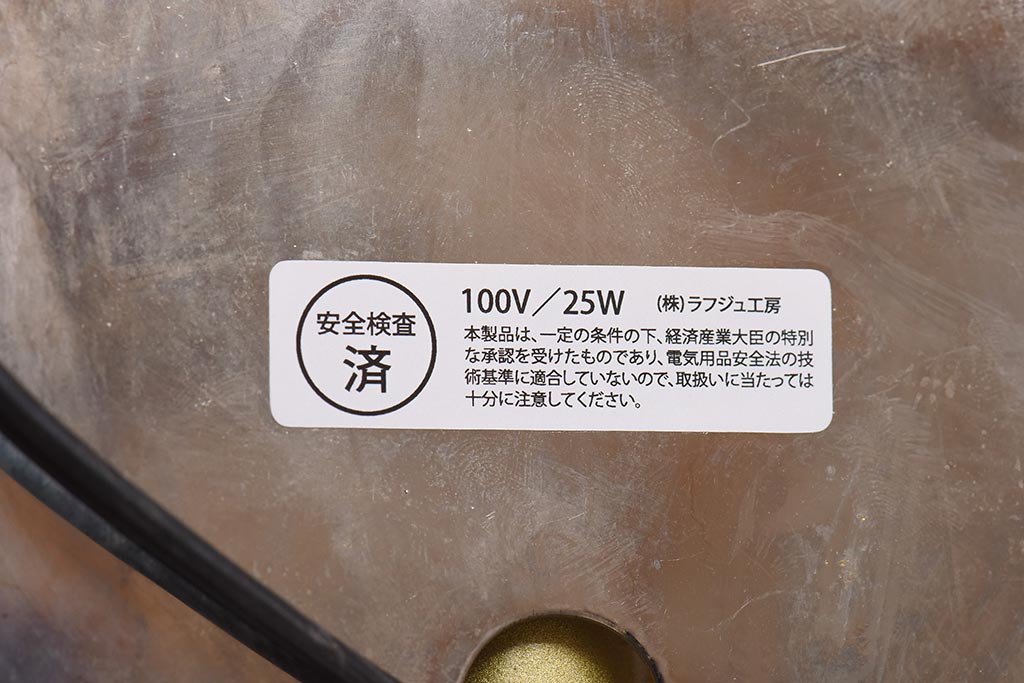 安全検査
済
100V／25W （株）ラフジュ工房
本製品は、一定の条件の下、経済産業大臣の特別
な承認を受けたものであり、電気用品安全法の技
術基準に適合していないので、取扱いに当たっては
十分に注意してください。